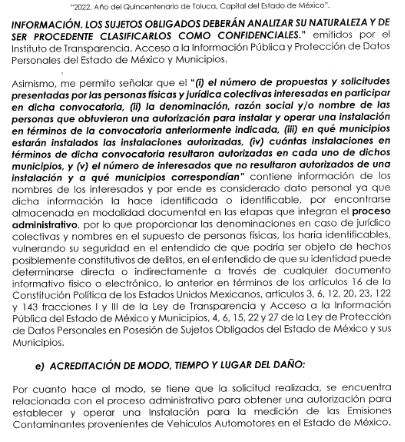 "2022. Año del Quincentenario de Toluca, Capital del Estado de México".
INFORMACIÓN. LOS SUJETOS OBLIGADOS DEBERÁN ANALIZAR SU NATURALEZA Y DE
SER PROCEDENTE CLASIFICARLOS COMO CONFIDENCIALES." emitidos por el
Instituto de Transparencia, Acceso a la Información Pública y Protección de Datos
Personales del Estado de México y Municipios.
Asimismo, me permito señalar que el "(i) el número de propuestas y solicitudes
presentadas por las personas físicas y jurídica colectivas interesadas en participar
en dicha convocatoria, (ii) la denominación, razón social y/o nombre de las
personas que obtuvieron una autorización para instalar y operar una instalación
en términos de la convocatoria anteriormente indicada, (iii) en qué municipios
estarán instalados las instalaciones autorizadas, (iv) cuántas instalaciones en
términos de dicha convocatoria resultaron autorizadas en cada uno de dichos
municipios, y (v) el número de interesados que no resultaron autorizados de una
instalación y a qué municipios correspondían" contiene información de los
nombres de los interesados y por ende es considerado dato personal ya que
dicha información la hace identificada o identificable, por encontrarse
almacenada en modalidad documental en las etapas que integran el proceso
administrativo, por lo que proporcionar las denominaciones en caso de jurídico
colectivas y nombres en el supuesto de personas físicas, los haría identificables,
vulnerando su seguridad en el entendido de que podría ser objeto de hechos
posiblemente constitutivos de delitos, en el entendido de que su identidad puede
determinarse directa o indirectamente a través de cualquier documento
informativo físico o electrónico, lo anterior en términos de los artículos 16 de la
Constitución Política de los Estados Unidos Mexicanos, artículos 3, 6, 12, 20, 23, 122
y 143 fracciones I y III de la Ley de Transparencia y Acceso a la Información
Pública del Estado de México y Municipios, 4, 6, 15, 22 y 27 de la Ley de Protección
de Datos Personales en Posesión de Sujetos Obligados del Estado de México y sus
Municipios.
e) ACREDITACIÓN DE MODO, TIEMPO Y LUGAR DEL DAÑO:
Por cuanto hace al modo, se tiene que la solicitud realizada, se encuentra
relacionada con el proceso administrativo para obtener una autorización para
establecer y operar una Instalación para la medición de las Emisiones
Contaminantes provenientes de Vehículos Automotores en el Estado de México.